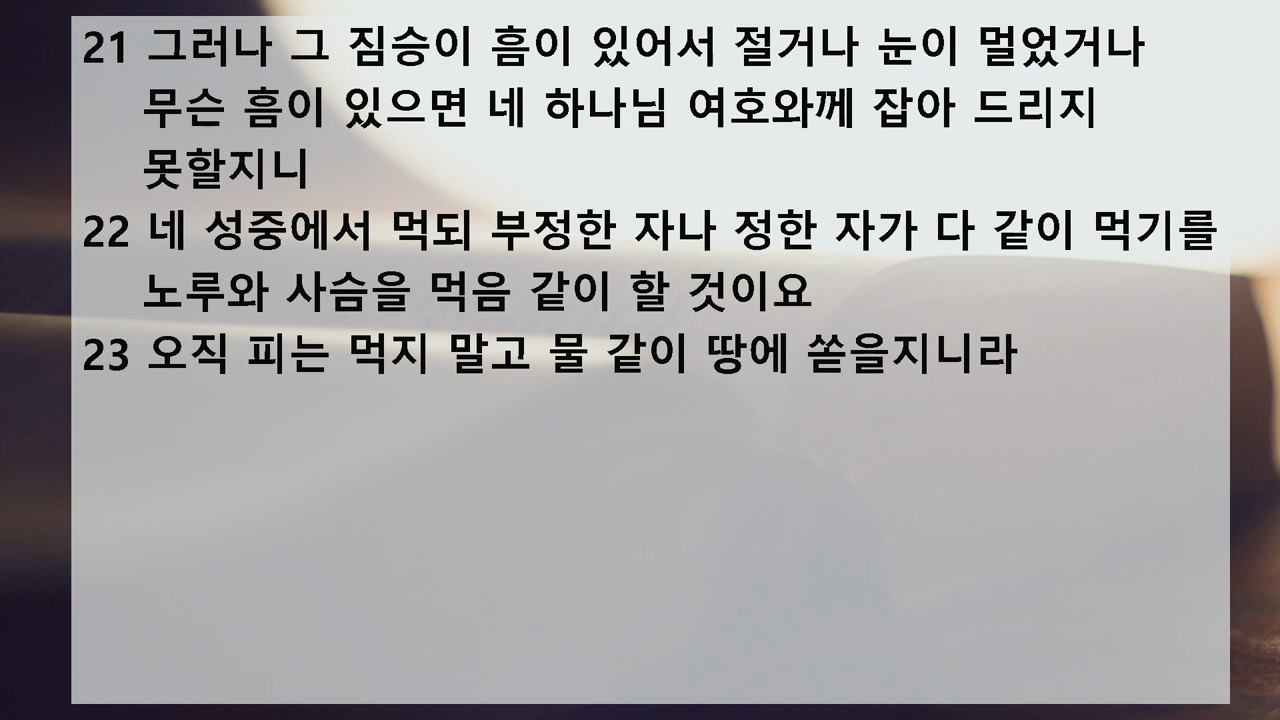 21 그러나 그 짐승이 흠이 있어서 절거나 눈이 멀었거나
무슨 흠이 있으면 네 하나님 여호와께 잡아 드리지
못할지니
22 네 성중에서 먹되 부정한 자나 정한 자가 다 같이 먹기를
노루와 사슴을 먹음 같이 할 것이요
23 오직 피는 먹지 말고 물 같이 땅에 쏟을지니라